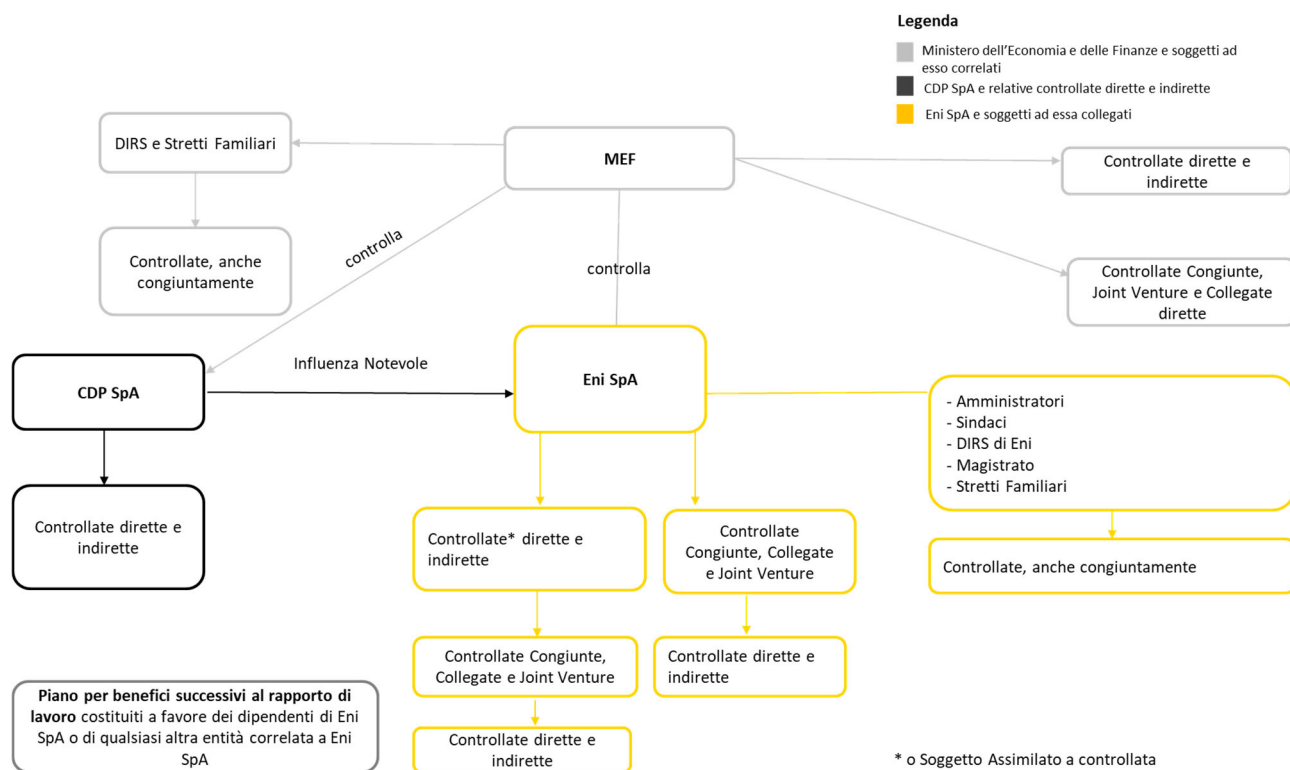 Legenda
Ministero dell'Economia e delle Finanze e soggetti ad
esso correlati
CDP SpA e relative controllate dirette e indirette
Eni SpA e soggetti ad essa collegati
DIRS e Stretti Familiari
MEF
Controllate dirette e
indirette
Controllate, anche
congiuntamente
controlla
controlla
Controllate Congiunte,
Joint Venture e Collegate
dirette
CDP SpA
Influenza Notevole
Eni SpA
- Amministratori
- Sindaci
- DIRS di Eni
- Magistrato
- Stretti Familiari
Controllate dirette e
indirette
Controllate* dirette e
indirette
Controllate
Congiunte, Collegate
e Joint Venture
Controllate, anche congiuntamente
Controllate Congiunte,
Collegate e Joint Venture
Controllate dirette e
indirette
Piano per benefici successivi al rapporto di
lavoro costituiti a favore dei dipendenti di Eni
SpA o di qualsiasi altra entità correlata a Eni
SpA
Controllate dirette e
indirette
* o Soggetto Assimilato a controllata